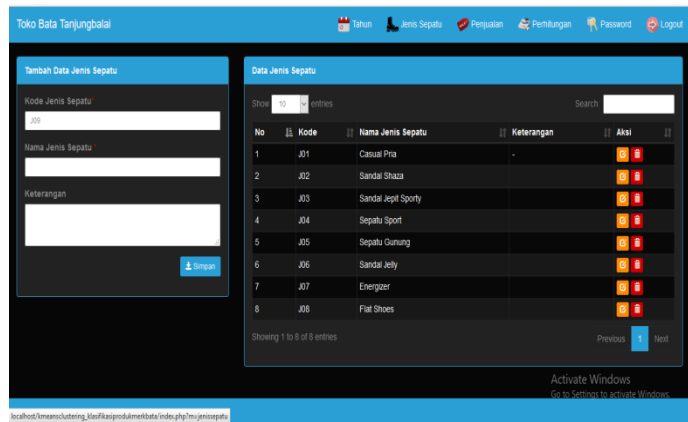 Toko Bata Tanjungbalai
Tahun Jenis Sepatu Penjualan Perhitungan Password Logout
Tambah Data Jenis Sepatu
Kode Jenis Sepatu*
J09
Nama Jenis Sepatu *
Keterangan
Simpan
Data Jenis Sepatu
Show 10 entries Search:
No Kode Nama Jenis Sepatu Keterangan Aksi
1 J01 Casual Pria -
2 J02 Sandal Shaza
3 J03 Sandal Jepit Sporty
4 J04 Sepatu Sport
5 J05 Sepatu Gunung
6 J06 Sandal Jelly
7 J07 Energizer
8 J08 Flat Shoes
Showing 1 to 8 of 8 entries
Previous 1 Next
Activate Windows
Go to Settings to activate Windows.
localhost/kmeansclustering_klasifikasiprodukmerkbata/index.php?m=jenissepatu